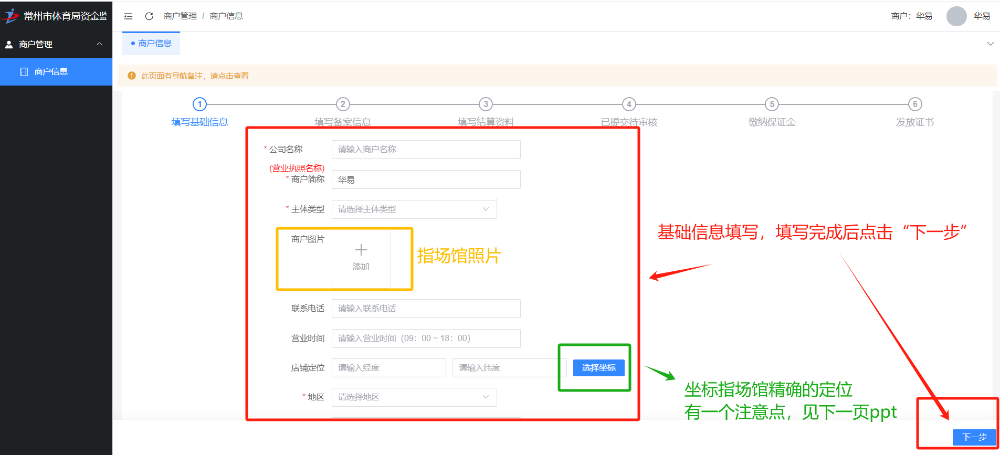 常州市体育局资金监
商户管理 / 商户信息
商户：华易
华易
商户管理
商户信息
商户信息
此页面有导航备注，请点击查看
1
2
3
4
5
6
填写基础信息
填写备案信息
填写结算资料
已提交待审核
缴纳保证金
发放证书
* 公司名称
请输入商户名称
(营业执照名称)
* 商户简称
华易
* 主体类型
请选择主体类型
商户图片
添加
指场馆照片
基础信息填写，填写完成后点击“下一步”
联系电话
请输入联系电话
营业时间
请输入营业时间（09：00 ~ 18：00）
店铺定位
请输入经度
请输入纬度
选择坐标
坐标指场馆精确的定位
有一个注意点，见下一页ppt
* 地区
请选择地区
下一步